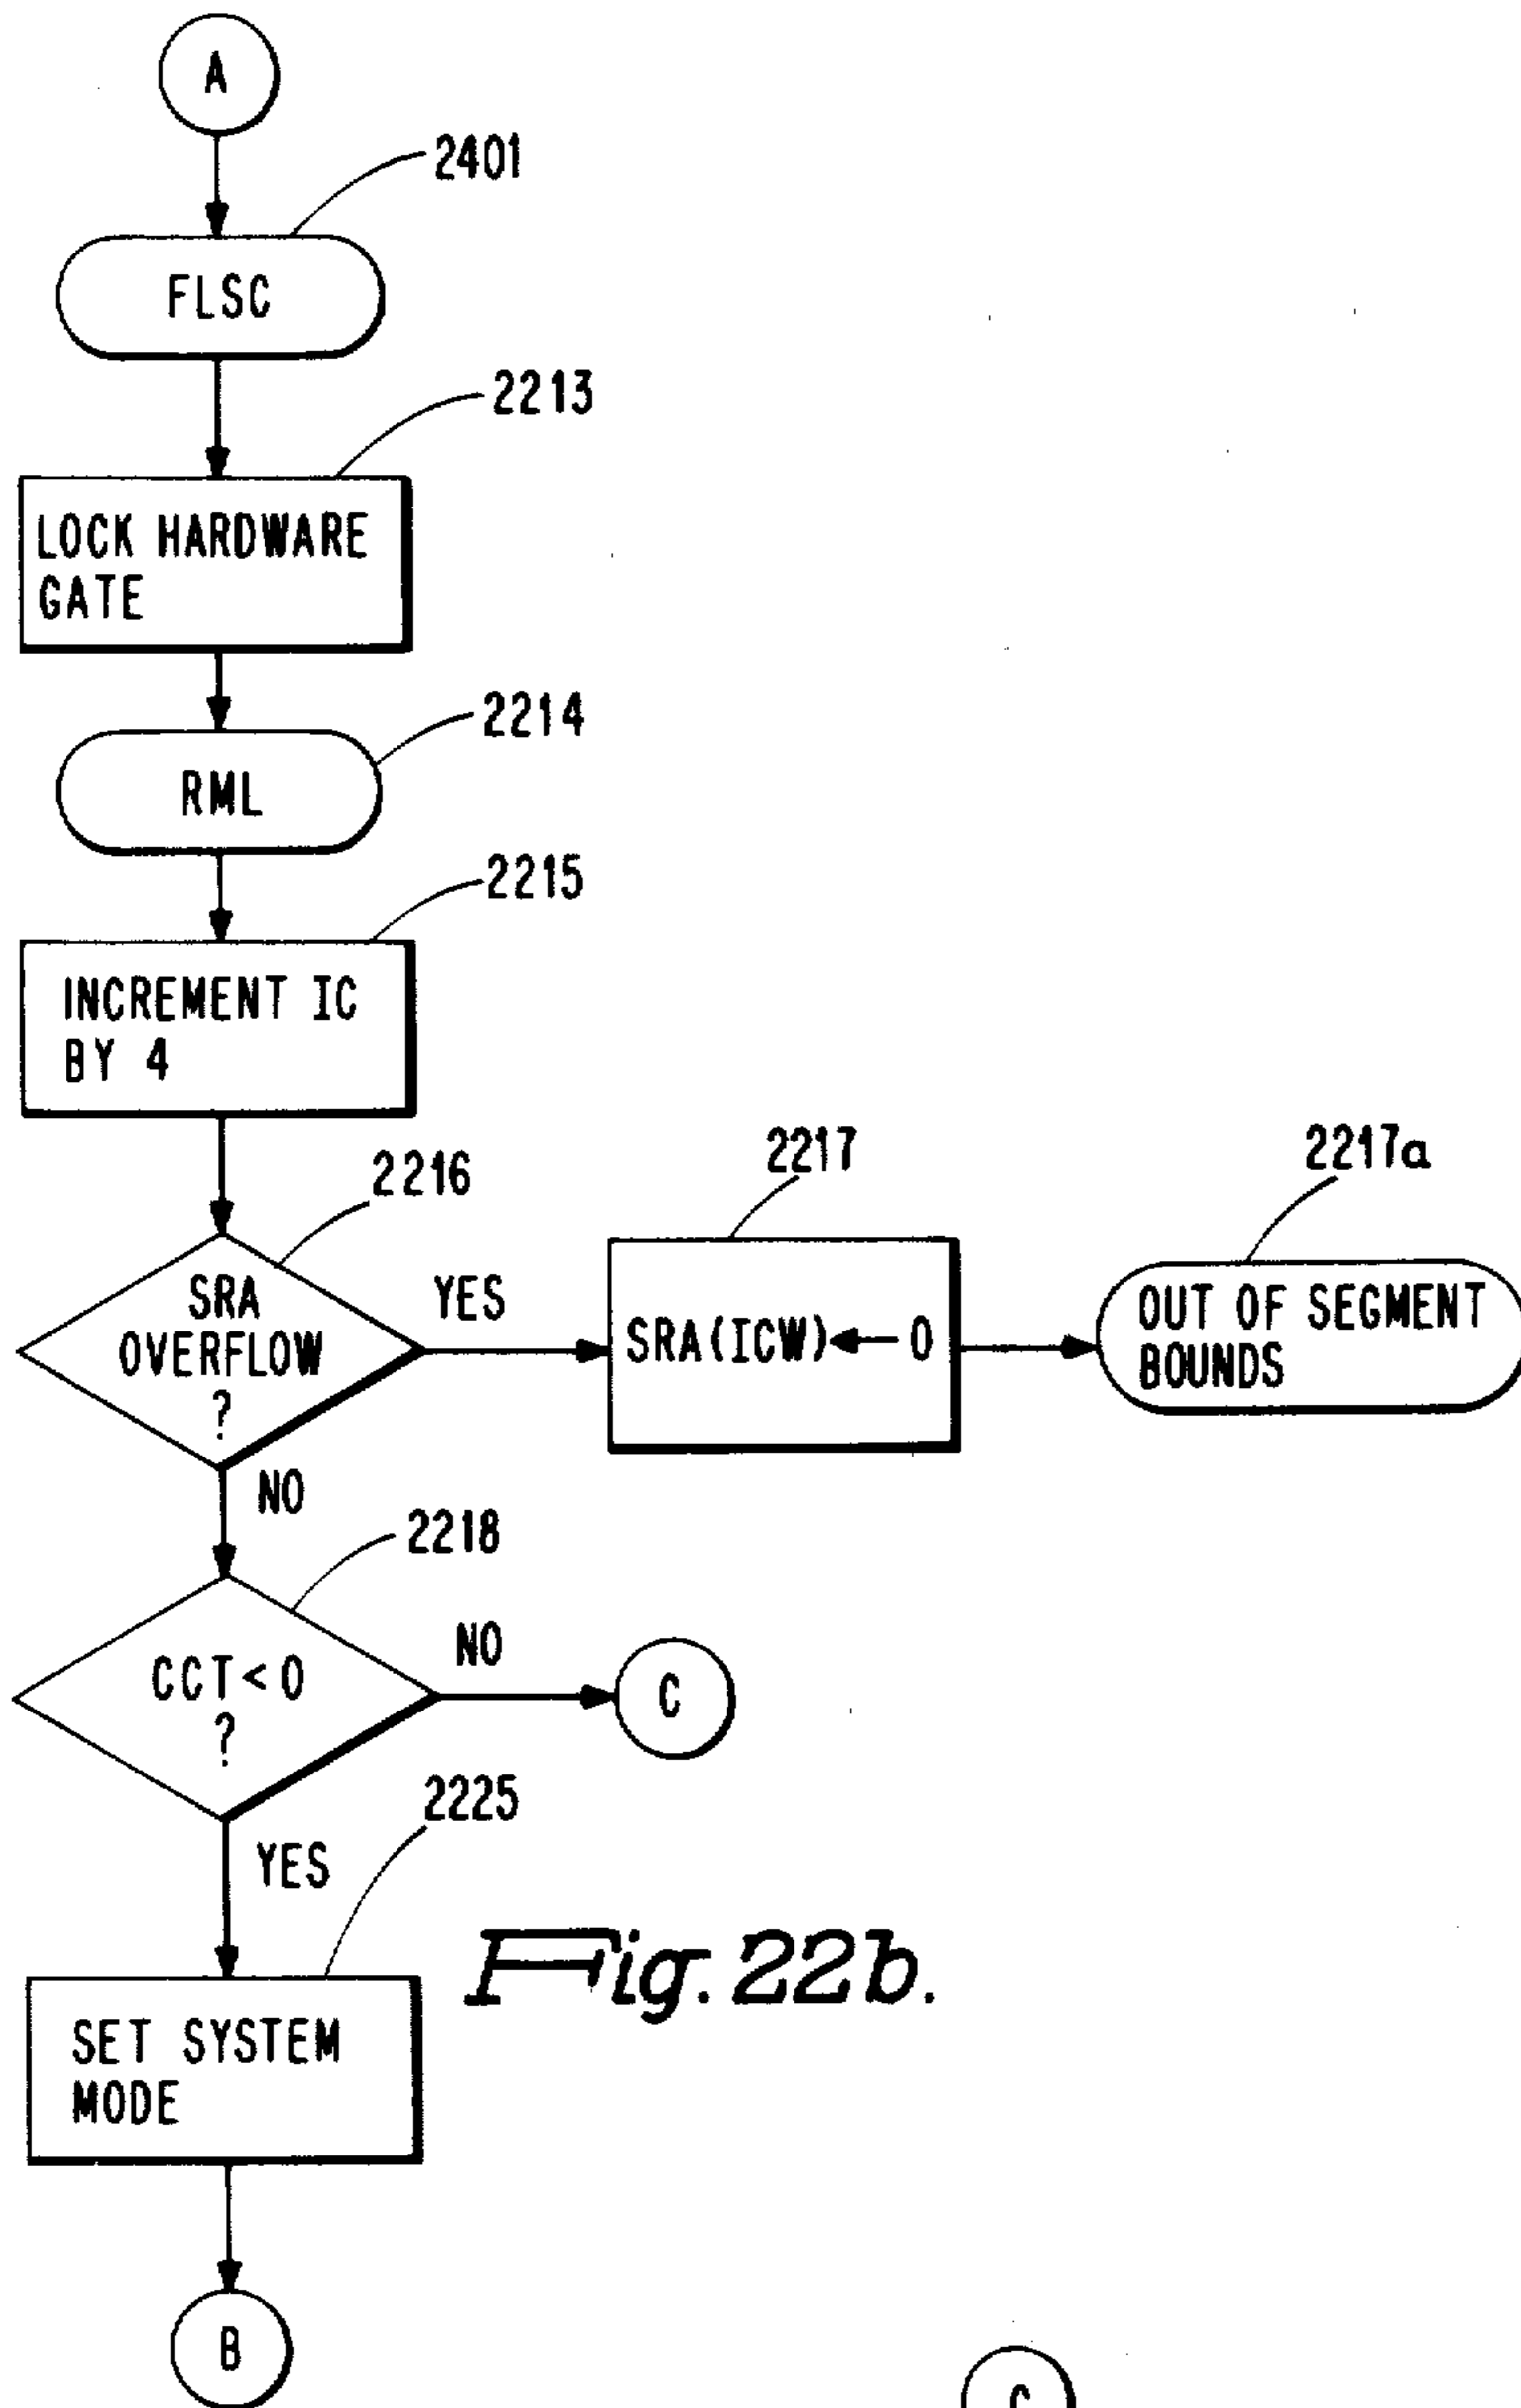 A
2401
FLSC
2213
LOCK HARDWARE
GATE
2214
RML
2215
INCREMENT IC
BY 4
2216
SRA
OVERFLOW
?
YES
2217
SRA(ICW)← 0
2217a
OUT OF SEGMENT
BOUNDS
NO
2218
CCT < 0
?
NO
C
YES
2225
SET SYSTEM
MODE
Fig. 22b.
B